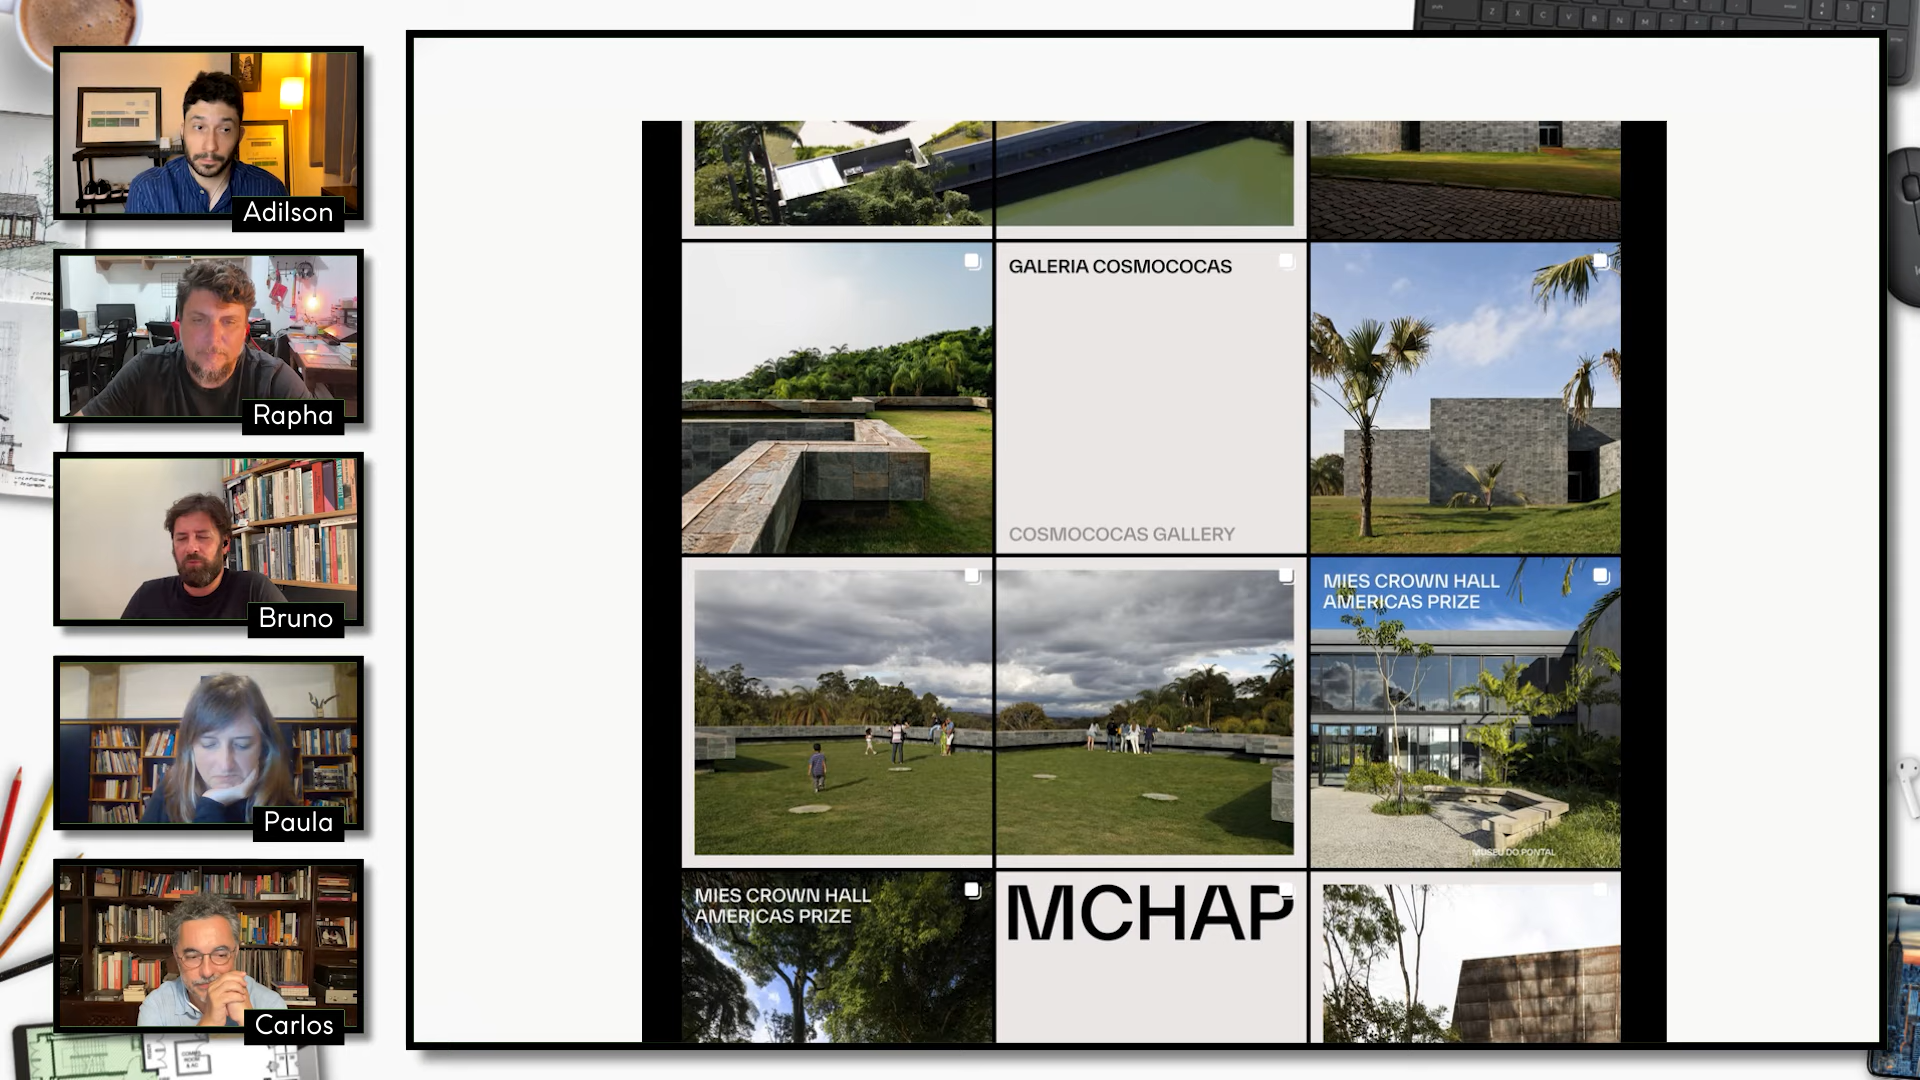 Adilson
Rapha
Bruno
Paula
Carlos
GALERIA COSMOCOCAS
COSMOCOCAS GALLERY
MIES CROWN HALL
AMERICAS PRIZE
MUSEU DO PONTAL
MIES CROWN HALL
AMERICAS PRIZE
MCHAP